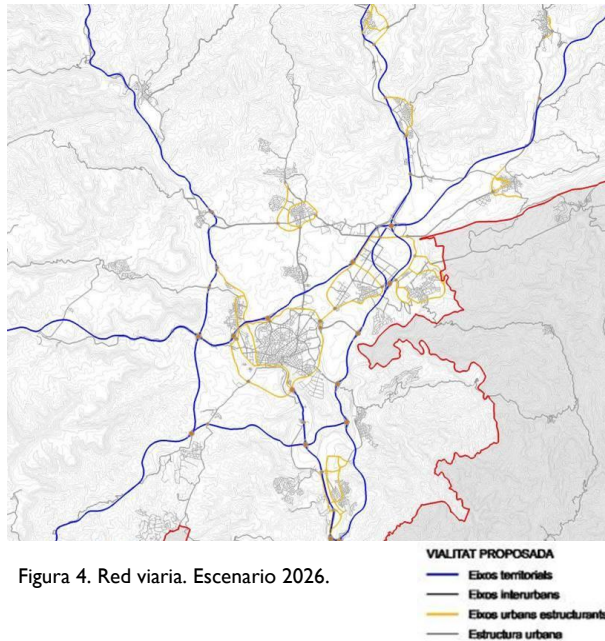 Figura 4. Red viaria. Escenario 2026.
VIALITAT PROPOSADA
Eixos territorials
Eixos interurbans
Eixos urbans estructurants
Estructura urbana